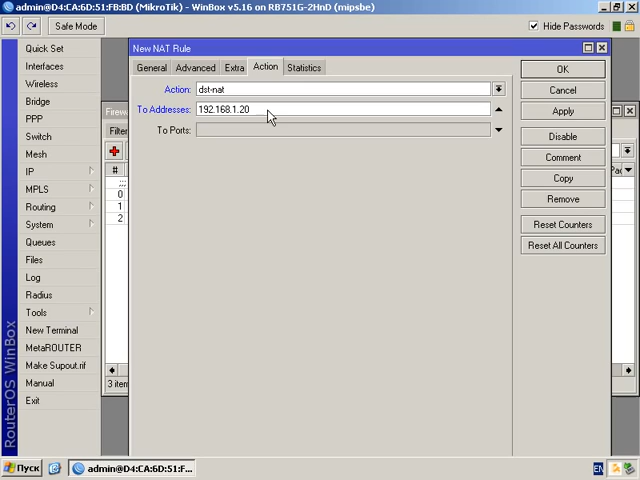 admin@D4:CA:6D:51:FB:BD (MikroTik) - WinBox v5.16 on RB751G-2HnD (mipsbe)
Safe Mode
Hide Passwords
Quick Set
Interfaces
Wireless
Bridge
PPP
Switch
Mesh
IP
MPLS
Routing
System
Queues
Files
Log
Radius
Tools
New Terminal
MetaROUTER
Make Supout.rif
Manual
Exit
RouterOS WinBox
Firew
Filter
#
;;;
0
1
2
3 item
New NAT Rule
General
Advanced
Extra
Action
Statistics
Action:
dst-nat
To Addresses:
192.168.1.20
To Ports:
OK
Cancel
Apply
Disable
Comment
Copy
Remove
Reset Counters
Reset All Counters
Пуск
admin@D4:CA:6D:51:F...
EN